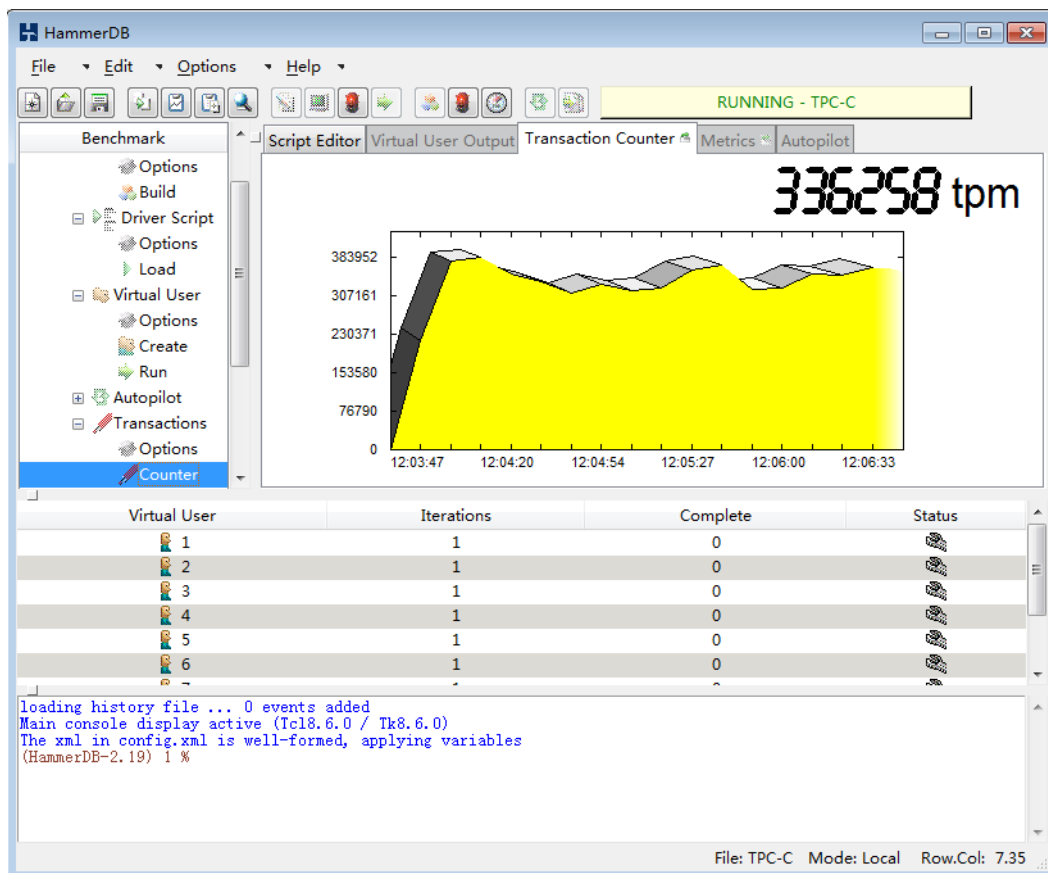 HammerDB
File Edit Options Help
RUNNING - TPC-C
Benchmark
Options
Build
Driver Script
Options
Load
Virtual User
Options
Create
Run
Autopilot
Transactions
Options
Counter
Script Editor Virtual User Output Transaction Counter Metrics Autopilot
336258 tpm
383952
307161
230371
153580
76790
0
12:03:47 12:04:20 12:04:54 12:05:27 12:06:00 12:06:33
Virtual User Iterations Complete Status
1 1 0
2 1 0
3 1 0
4 1 0
5 1 0
6 1 0
loading history file ... 0 events added
Main console display active (Tcl8.6.0 / Tk8.6.0)
The xml in config.xml is well-formed, applying variables
(HammerDB-2.19) 1 %
File: TPC-C Mode: Local Row.Col: 7.35